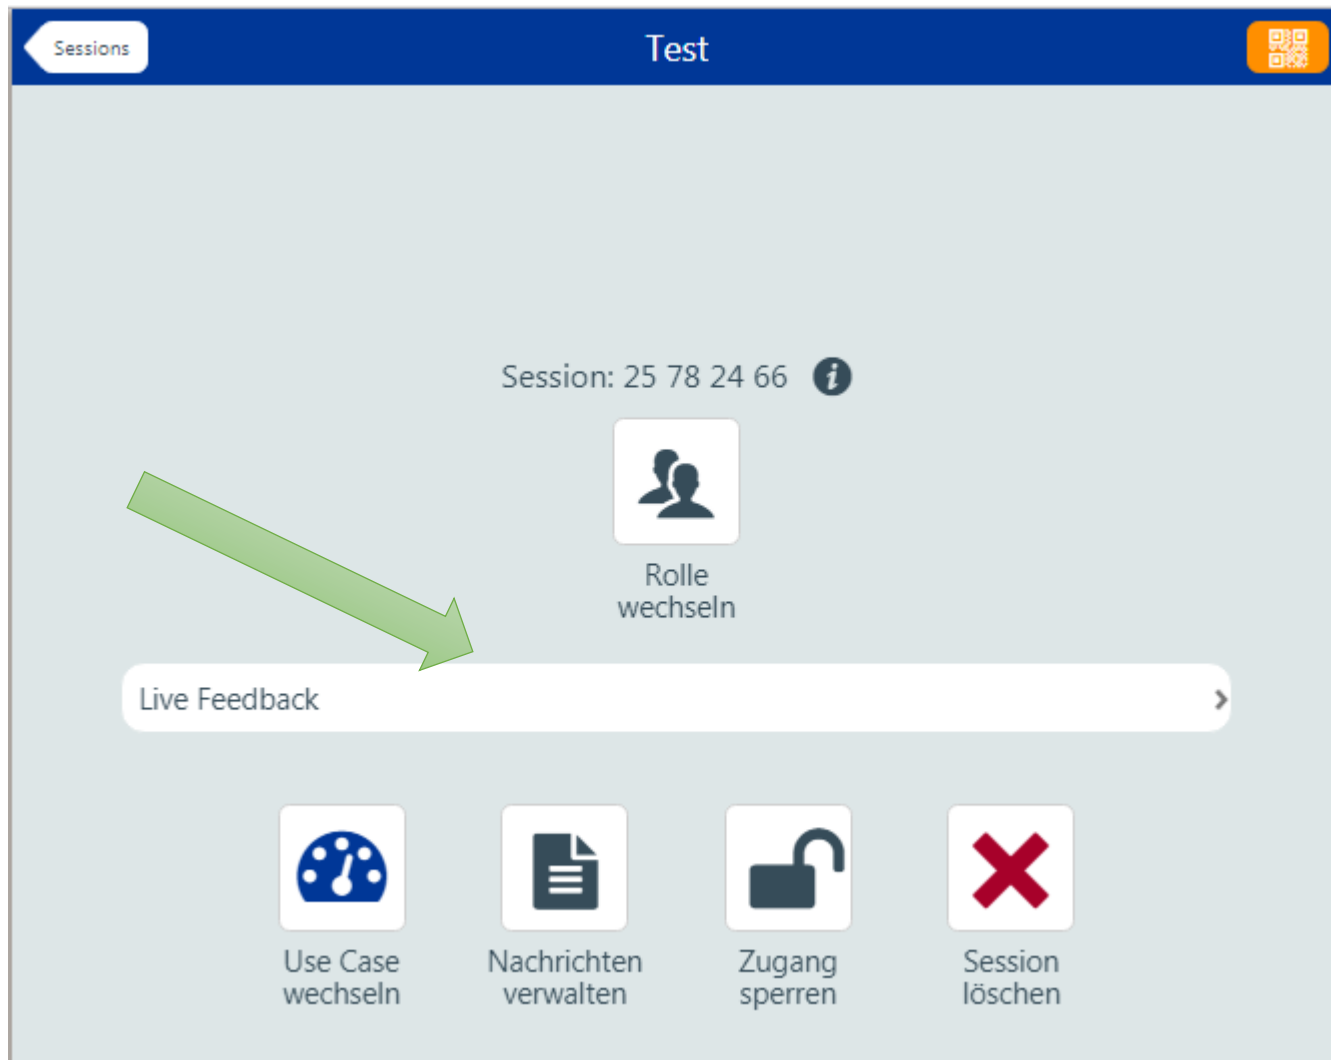 Sessions
Test
Session: 25 78 24 66
Rolle
wechseln
Live Feedback
Use Case
wechseln
Nachrichten
verwalten
Zugang
sperren
Session
löschen